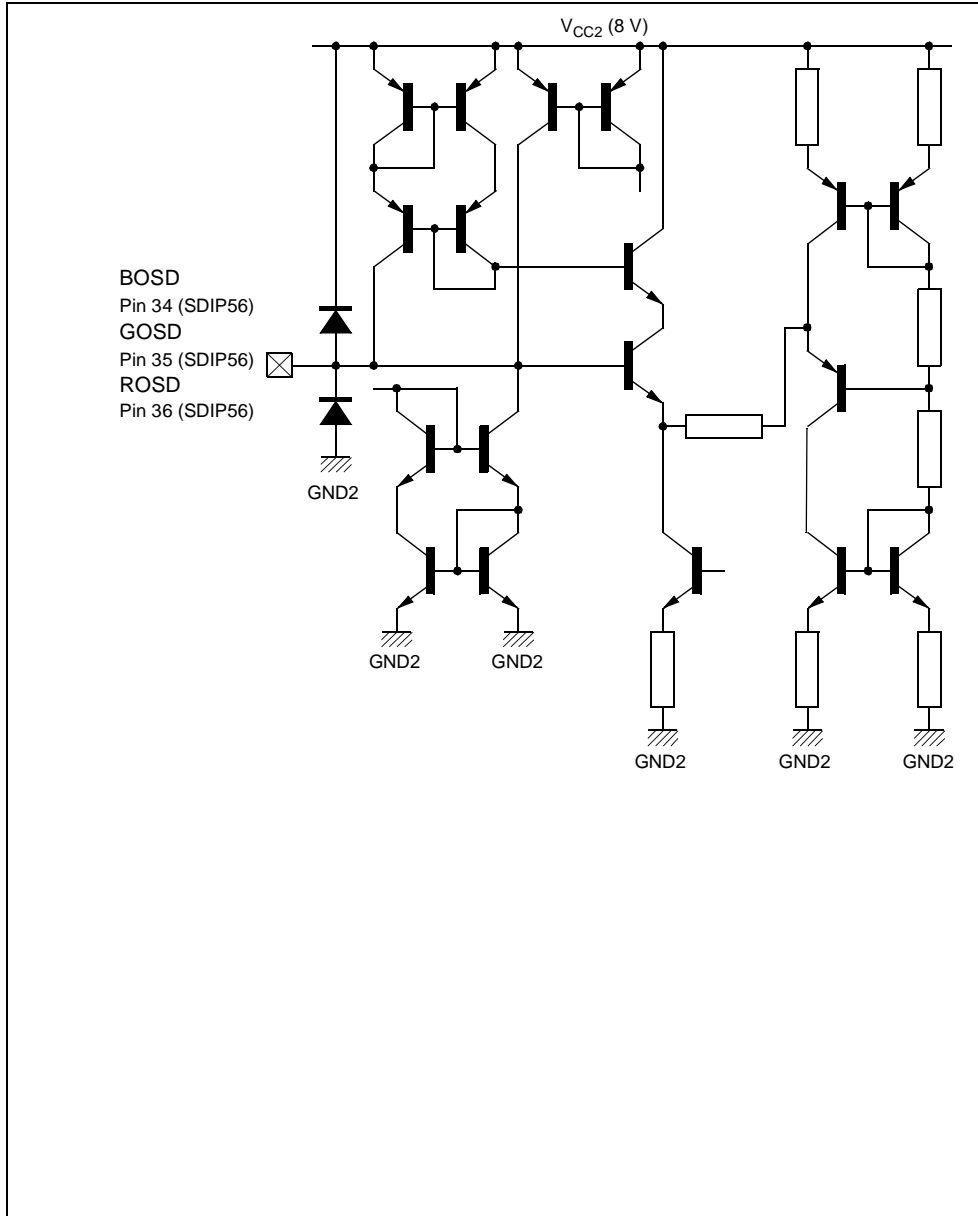 VCC2 (8 V)
BOSD
Pin 34 (SDIP56)
GOSD
Pin 35 (SDIP56)
ROSD
Pin 36 (SDIP56)
GND2
GND2
GND2
GND2
GND2
GND2